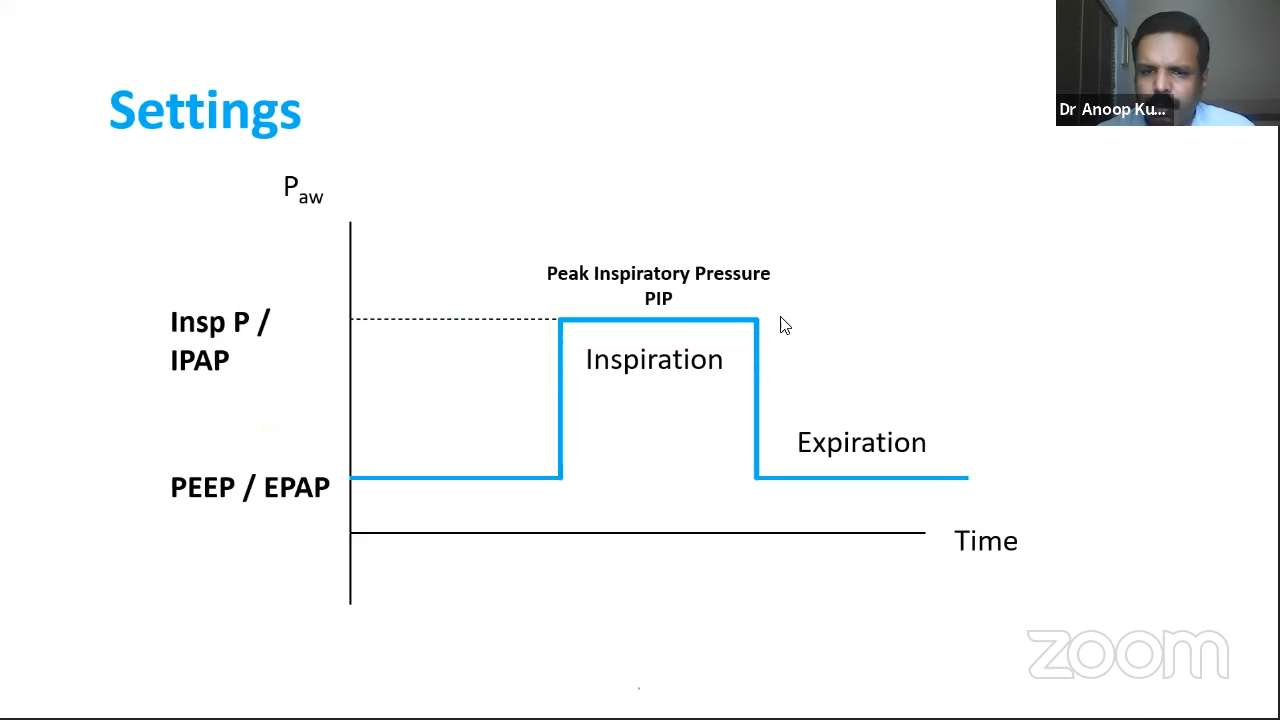 Dr Anoop Ku...
Settings
Paw
Peak Inspiratory Pressure
PIP
Insp P /
IPAP
Inspiration
Expiration
PEEP / EPAP
Time
zoom